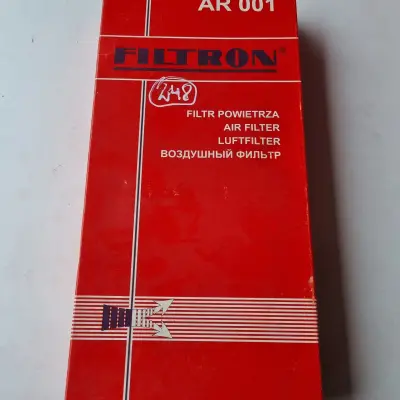 AR 001
FILTRON®
248
FILTR POWIETRZA
AIR FILTER
LUFTFILTER
ВОЗДУШНЫЙ ФИЛЬТР